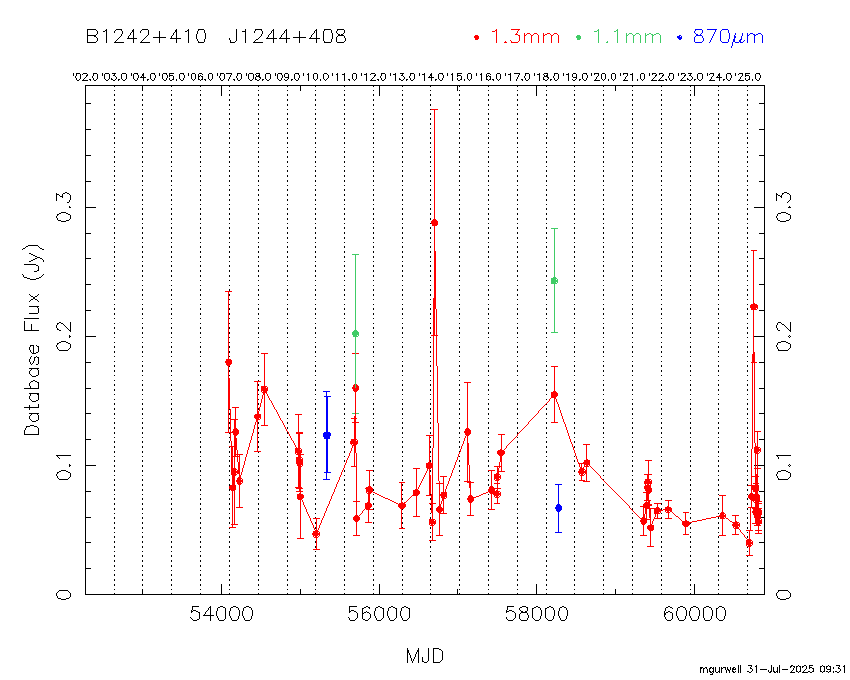 B1242+410 J1244+408 1.3mm 1.1mm 870μm
'02.0 '03.0 '04.0 '05.0 '06.0 '07.0 '08.0 '09.0 '10.0 '11.0 '12.0 '13.0 '14.0 '15.0 '16.0 '17.0 '18.0 '19.0 '20.0 '21.0 '22.0 '23.0 '24.0 '25.0
0.3 0.3
0.2 0.2
0.1 0.1
0 0
Database Flux (Jy)
54000 56000 58000 60000
MJD
mgurwell 31-Jul-2025 09:31